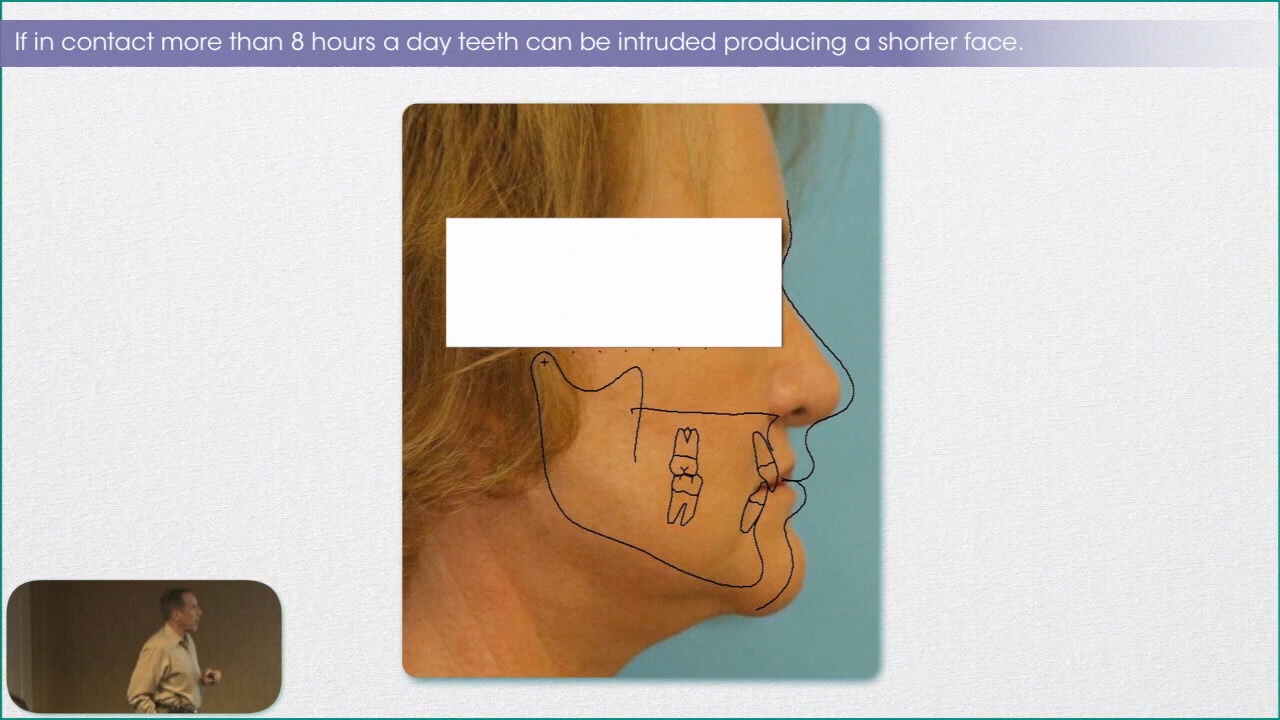 If in contact more than 8 hours a day teeth can be intruded producing a shorter face.